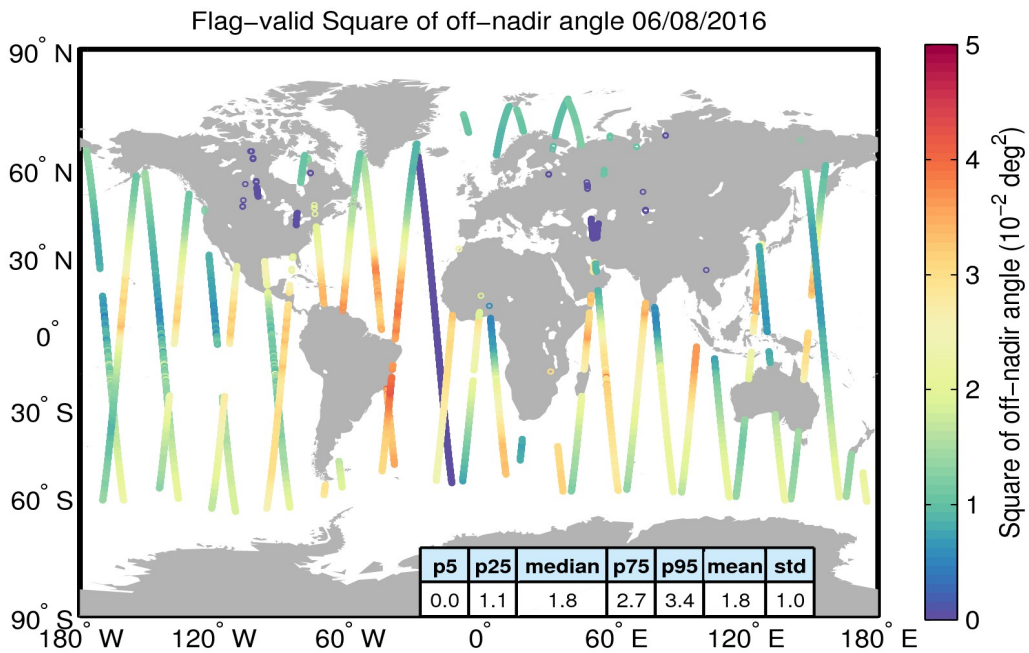 Flag−valid Square of off−nadir angle 06/08/2016
90° N
60° N
30° N
0°
30° S
60° S
90° S
180° W
120° W
60° W
0°
60° E
120° E
180° E
p5 p25 median p75 p95 mean std
0.0 1.1 1.8 2.7 3.4 1.8 1.0
5
4
3
2
1
0
Square of off−nadir angle (10⁻² deg²)